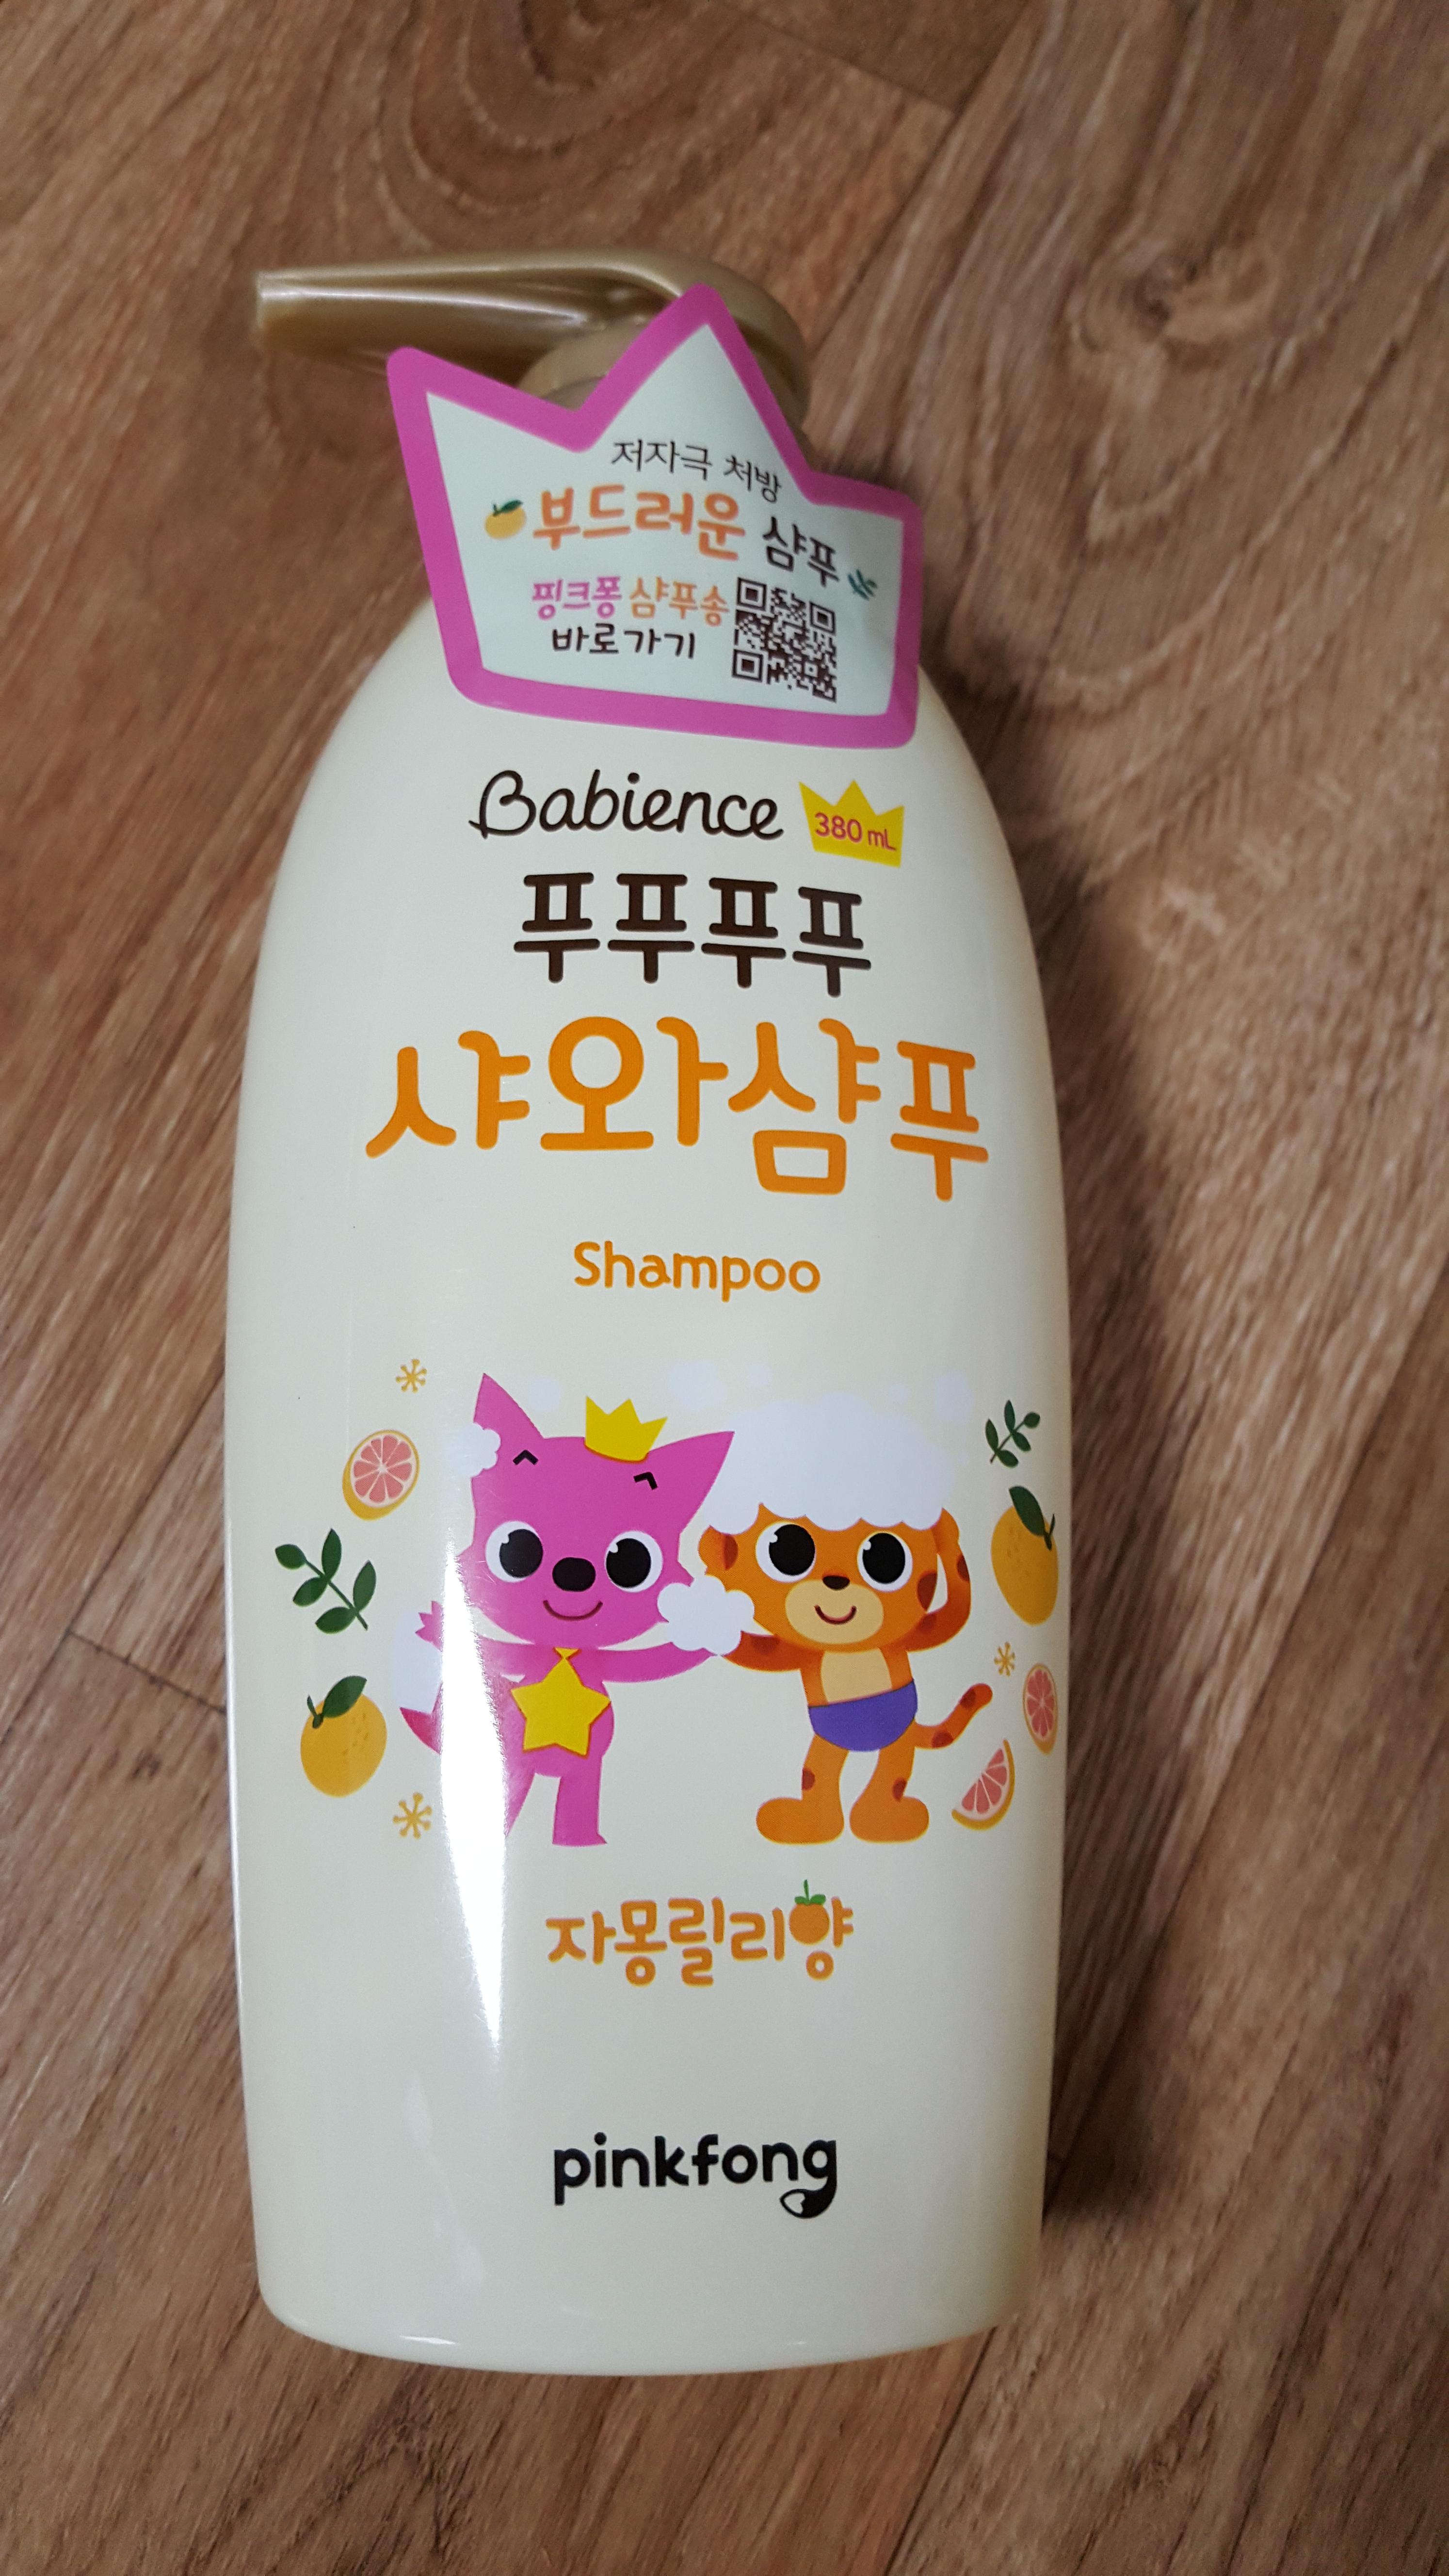 저자극 처방
부드러운 샴푸
핑크퐁 샴푸송
바로가기
Babience 380 mL
푸푸푸푸
샤와샴푸
Shampoo
자몽릴리향
pinkfong